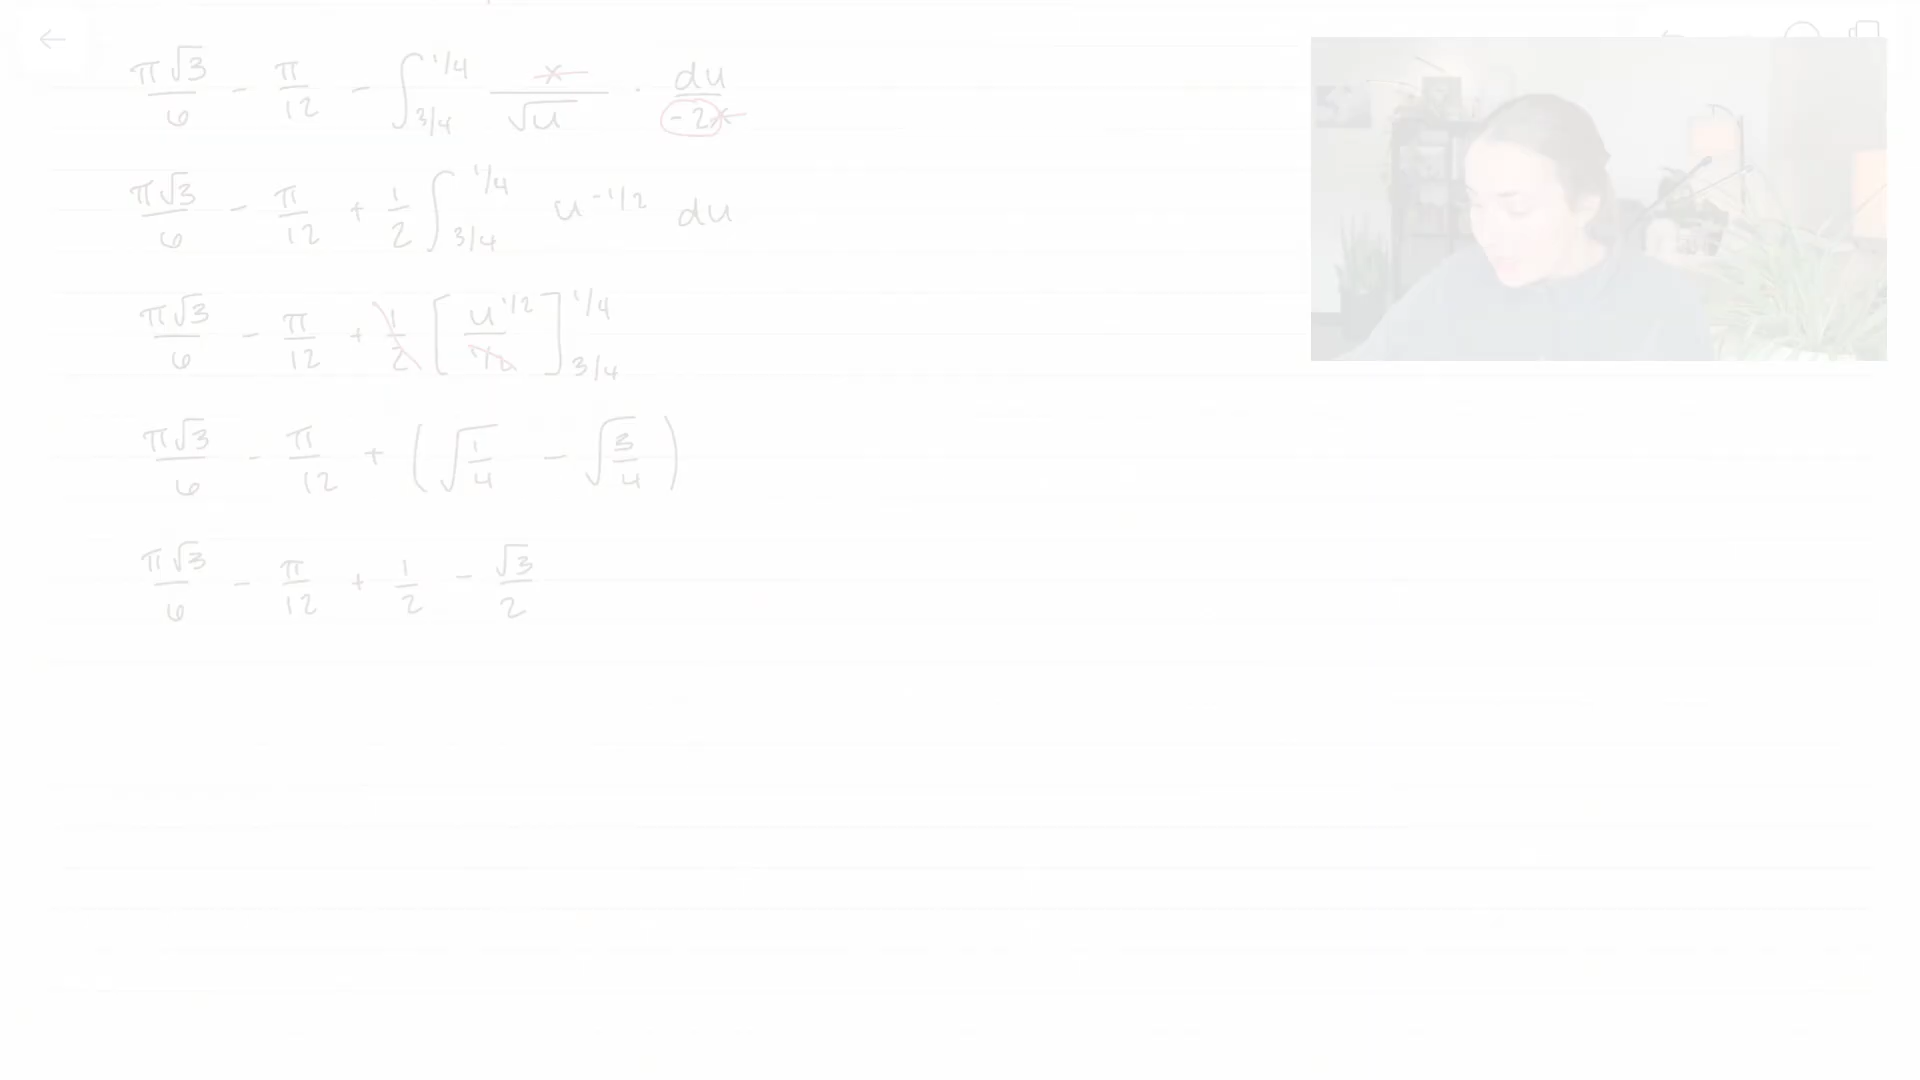 π√3/6 - π/12 - ∫_{3/4}^{1/4} x/√u · du/-2x
π√3/6 - π/12 + 1/2 ∫_{3/4}^{1/4} u^{-1/2} du
π√3/6 - π/12 + 1/2 [u^{1/2}/1/2]_{3/4}^{1/4}
π√3/6 - π/12 + (√1/4 - √3/4)
π√3/6 - π/12 + 1/2 - √3/2